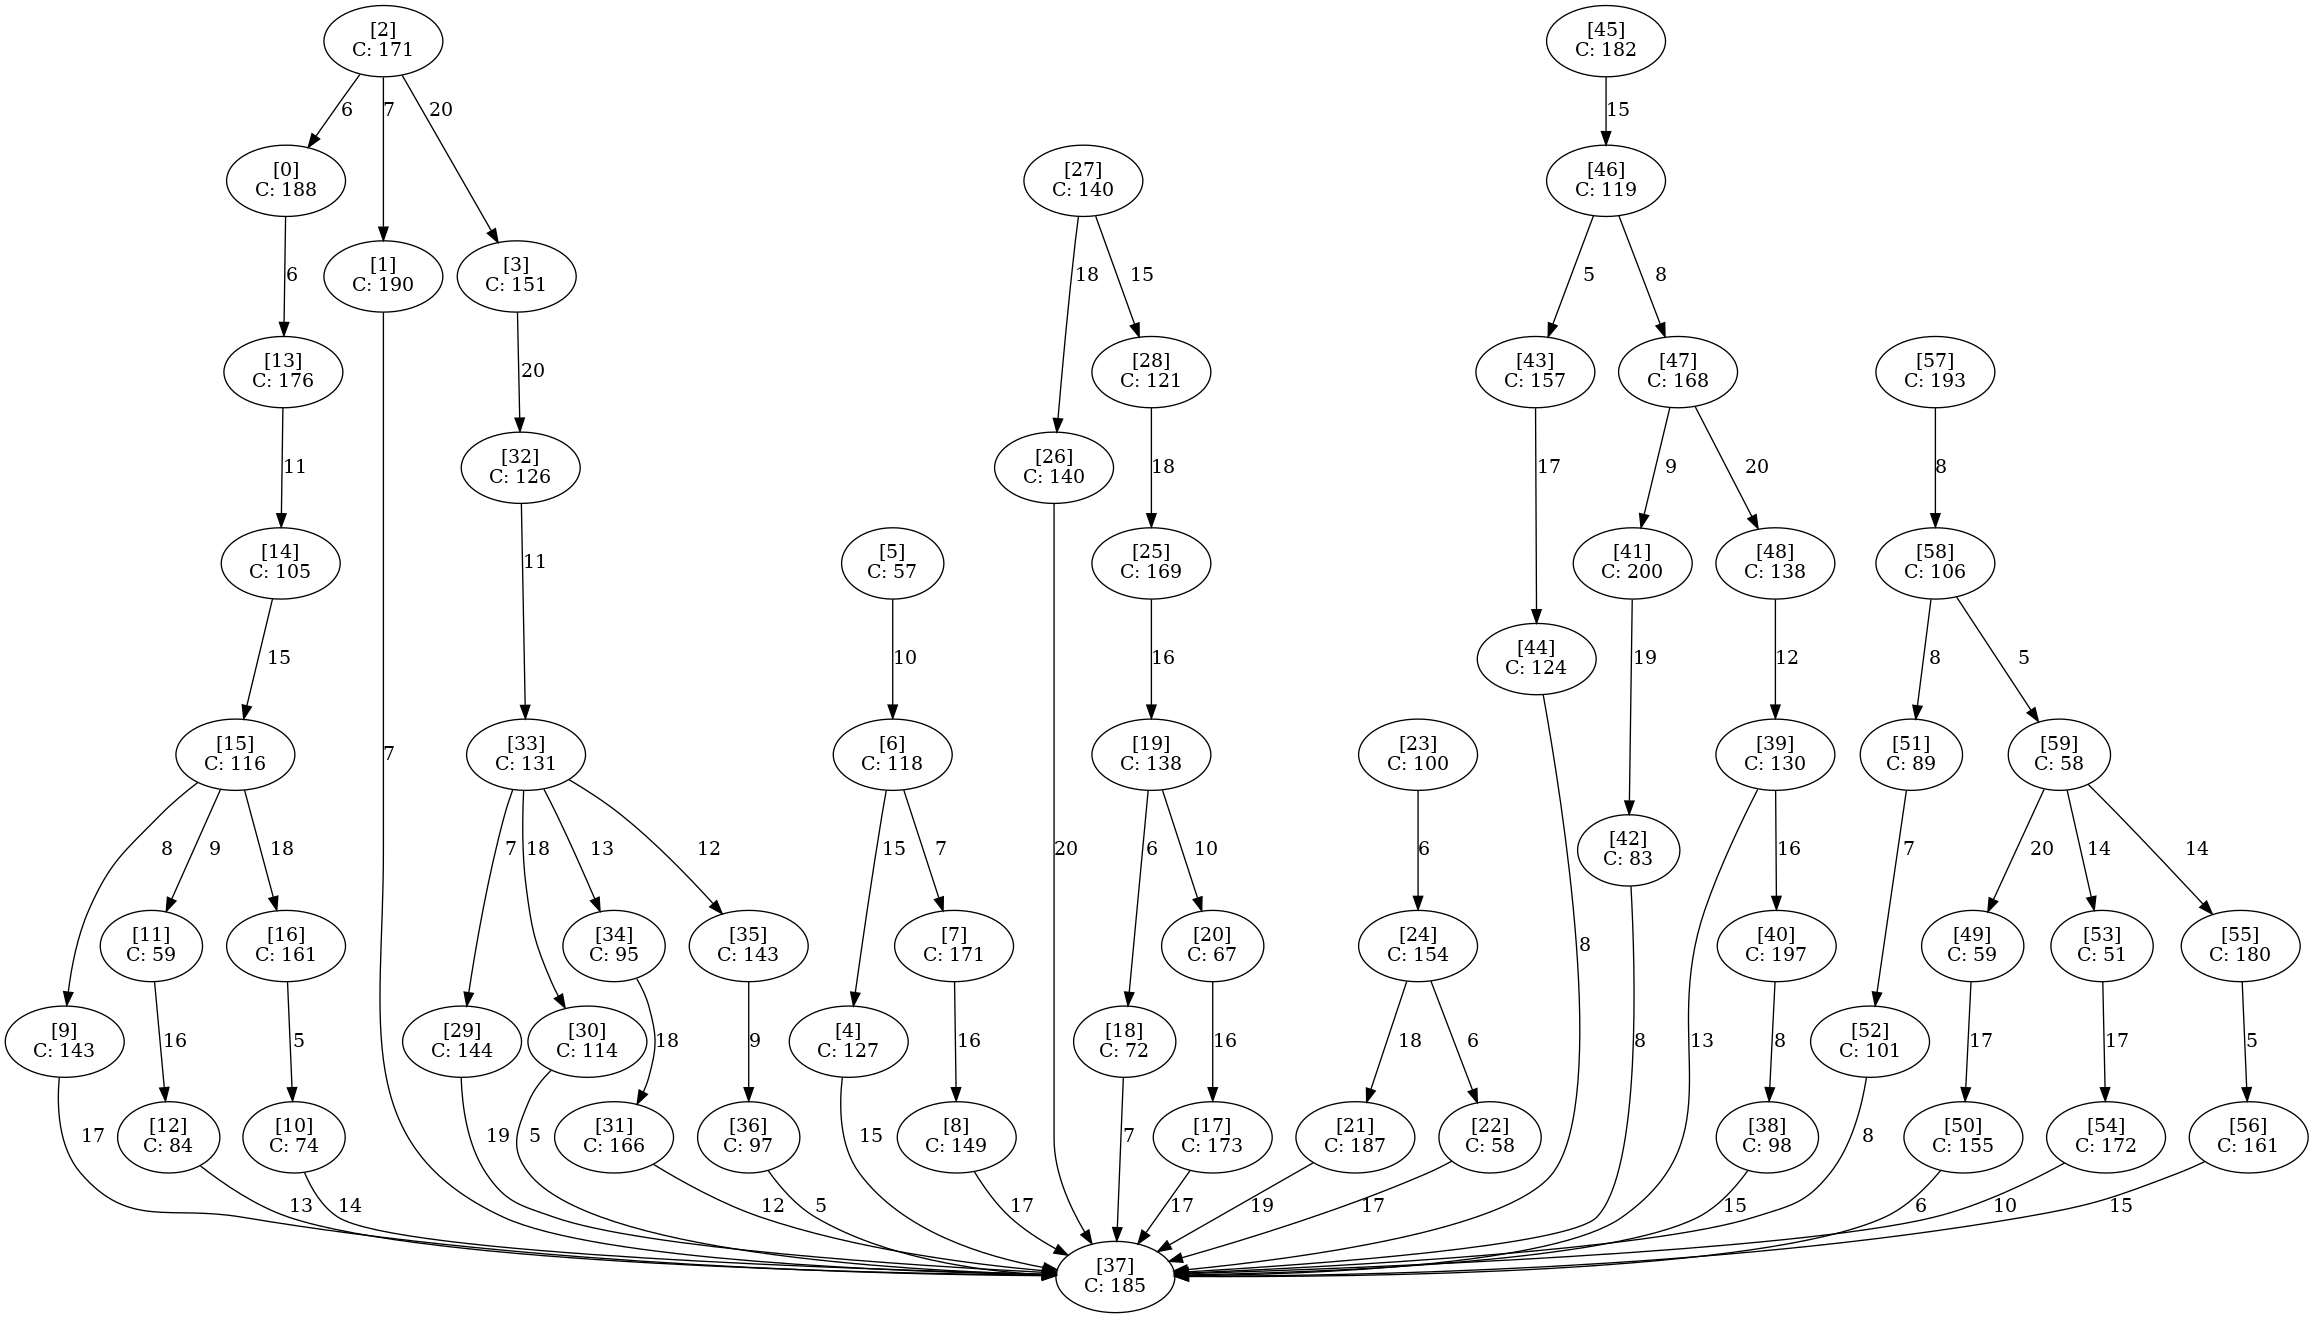 [2]
C: 171
[45]
C: 182
6
7
20
15
[0]
C: 188
[27]
C: 140
[46]
C: 119
[1]
C: 190
[3]
C: 151
6
18
15
5
8
[13]
C: 176
[28]
C: 121
[43]
C: 157
[47]
C: 168
[57]
C: 193
20
[32]
C: 126
[26]
C: 140
11
18
17
9
20
8
[14]
C: 105
[5]
C: 57
[25]
C: 169
[41]
C: 200
[48]
C: 138
[58]
C: 106
11
15
10
16
[44]
C: 124
19
12
8
5
[15]
C: 116
7
[33]
C: 131
[6]
C: 118
[19]
C: 138
[23]
C: 100
[39]
C: 130
[51]
C: 89
[59]
C: 58
8
9
18
7
18
13
12
15
7
20
6
10
6
[42]
C: 83
16
7
20
14
14
[11]
C: 59
[16]
C: 161
[34]
C: 95
[35]
C: 143
[7]
C: 171
[20]
C: 67
[24]
C: 154
8
[40]
C: 197
[49]
C: 59
[53]
C: 51
[55]
C: 180
[9]
C: 143
16
5
[29]
C: 144
[30]
C: 114
18
9
[4]
C: 127
16
[18]
C: 72
16
18
6
8
13
8
[52]
C: 101
17
17
5
17
[12]
C: 84
[10]
C: 74
19
5
[31]
C: 166
[36]
C: 97
15
[8]
C: 149
7
[17]
C: 173
[21]
C: 187
[22]
C: 58
[38]
C: 98
8
[50]
C: 155
[54]
C: 172
[56]
C: 161
13
14
12
5
17
17
19
17
15
6
10
15
[37]
C: 185